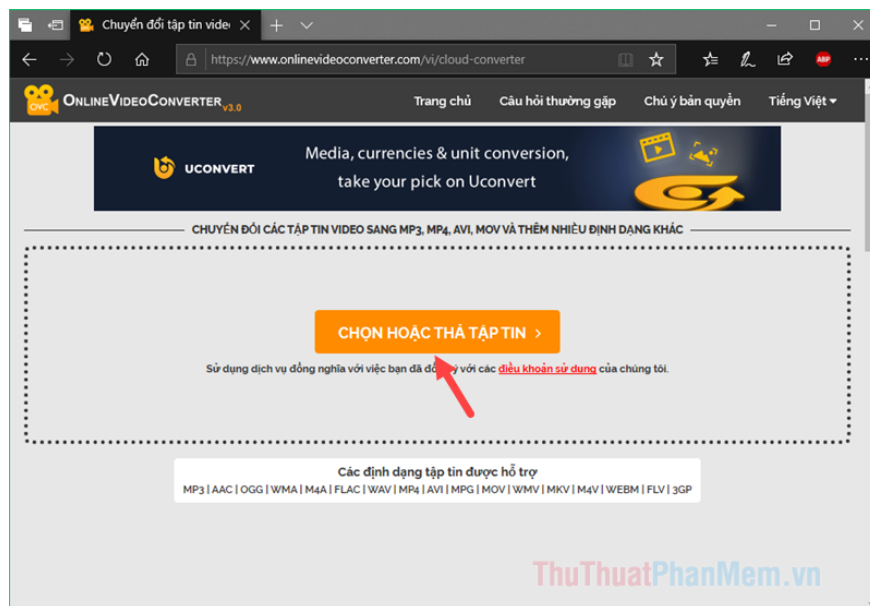 Chuyển đổi tập tin vide
https://www.onlinevideoconverter.com/vi/cloud-converter
ABP
OVC ONLINEVIDEOCONVERTER v3.0
Trang chủ Câu hỏi thường gặp Chú ý bản quyền Tiếng Việt
UCONVERT
Media, currencies & unit conversion,
take your pick on Uconvert
CHUYỂN ĐỔI CÁC TẬP TIN VIDEO SANG MP3, MP4, AVI, MOV VÀ THÊM NHIỀU ĐỊNH DẠNG KHÁC
CHỌN HOẶC THẢ TẬP TIN >
Sử dụng dịch vụ đồng nghĩa với việc bạn đã đồng ý với các điều khoản sử dụng của chúng tôi.
Các định dạng tập tin được hỗ trợ
MP3 | AAC | OGG | WMA | M4A | FLAC | WAV | MP4 | AVI | MPG | MOV | WMV | MKV | M4V | WEBM | FLV | 3GP
ThuThuatPhanMem.vn